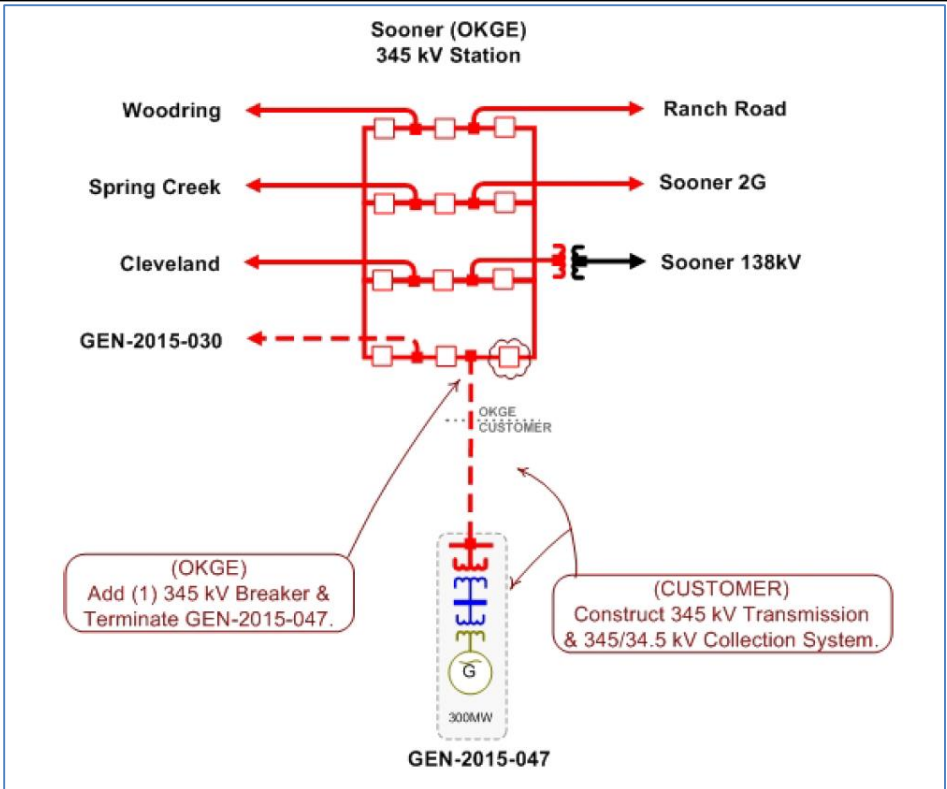 Sooner (OKGE)
345 kV Station
Woodring
Ranch Road
Spring Creek
Sooner 2G
Cleveland
Sooner 138kV
GEN-2015-030
OKGE
CUSTOMER
(OKGE)
Add (1) 345 kV Breaker &
Terminate GEN-2015-047.
(CUSTOMER)
Construct 345 kV Transmission
& 345/34.5 kV Collection System.
G
300MW
GEN-2015-047